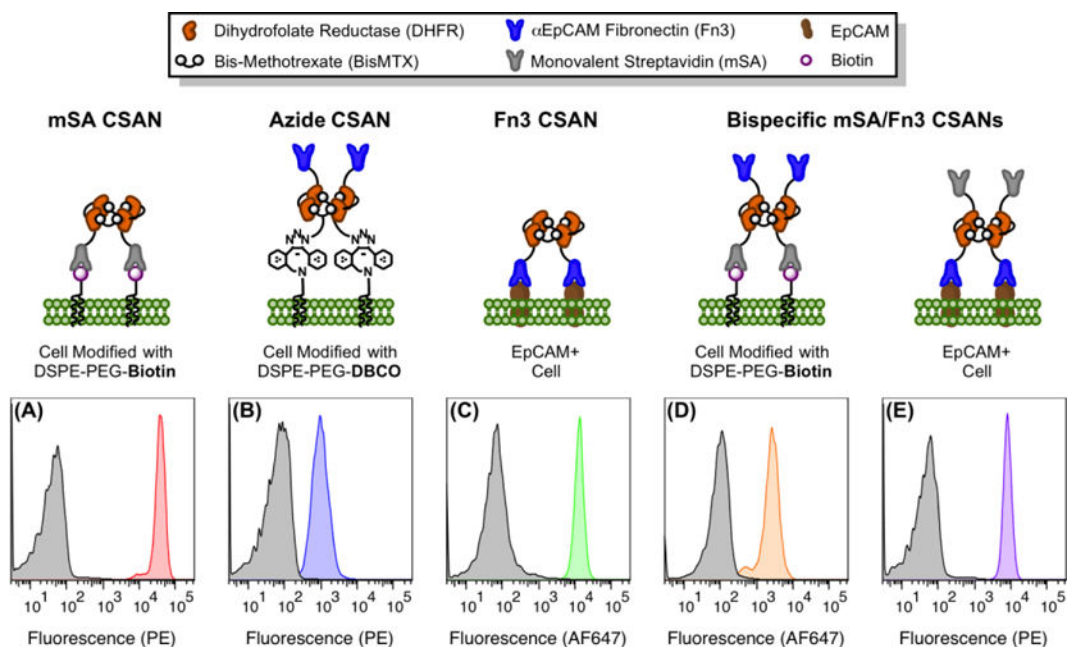 Dihydrofolate Reductase (DHFR)
αEpCAM Fibronectin (Fn3)
EpCAM
Bis-Methotrexate (BisMTX)
Monovalent Streptavidin (mSA)
Biotin
mSA CSAN
Azide CSAN
Fn3 CSAN
Bispecific mSA/Fn3 CSANs
N N N
N N N
N
N
Cell Modified with
DSPE-PEG-Biotin
Cell Modified with
DSPE-PEG-DBCO
EpCAM+
Cell
Cell Modified with
DSPE-PEG-Biotin
EpCAM+
Cell
(A)
(B)
(C)
(D)
(E)
10¹ 10² 10³ 10⁴ 10⁵
10¹ 10² 10³ 10⁴ 10⁵
10¹ 10² 10³ 10⁴ 10⁵
10¹ 10² 10³ 10⁴ 10⁵
10¹ 10² 10³ 10⁴ 10⁵
Fluorescence (PE)
Fluorescence (PE)
Fluorescence (AF647)
Fluorescence (AF647)
Fluorescence (PE)